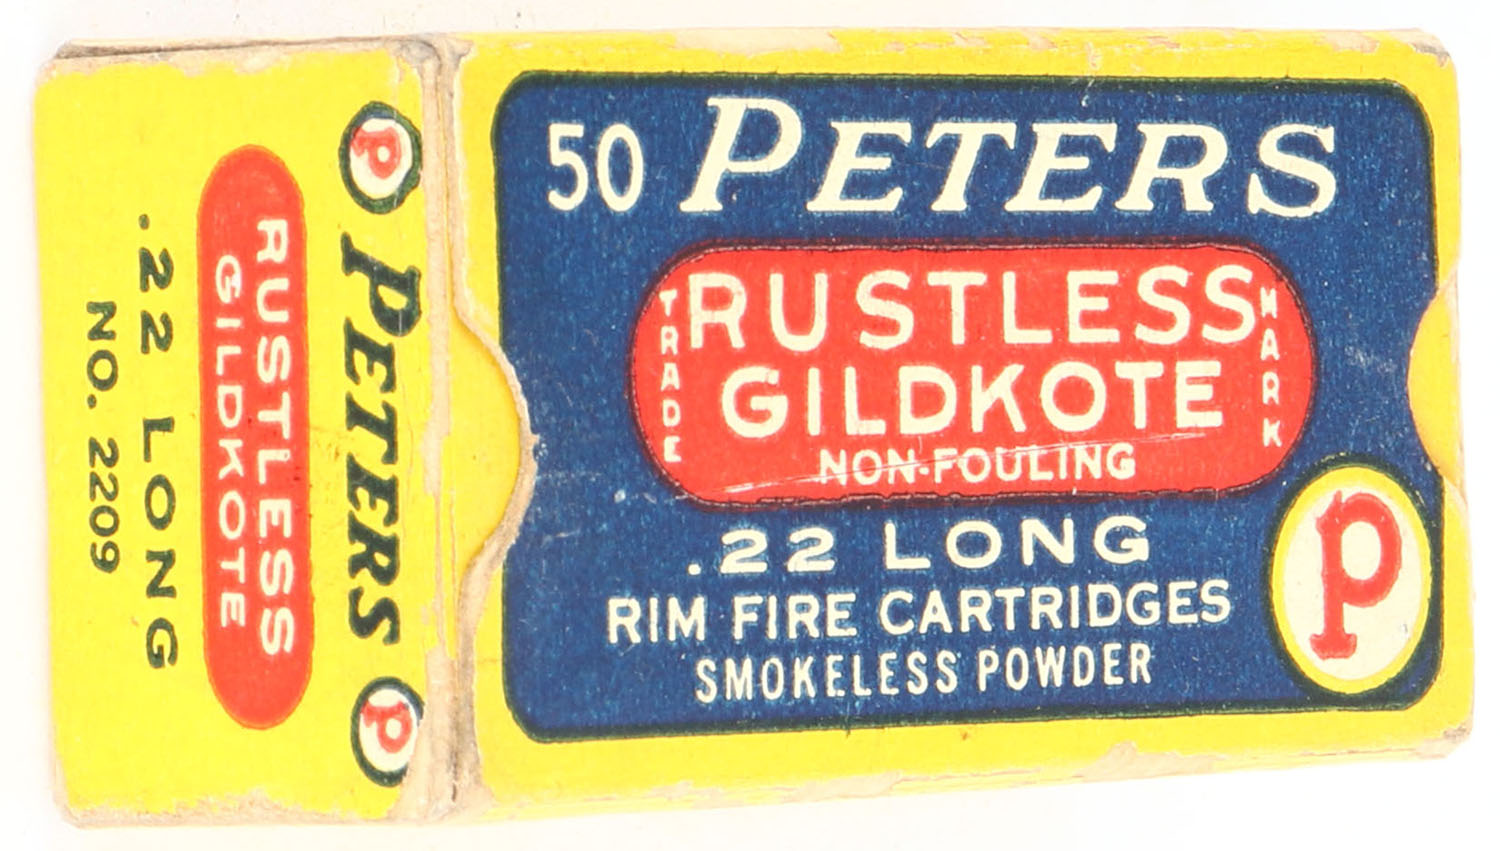 50 PETERS
TRADE
RUSTLESS
MARK
GILDKOTE
NON-FOULING
.22 LONG
RIM FIRE CARTRIDGES
SMOKELESS POWDER
P
P PETERS P
RUSTLESS
GILDKOTE
.22 LONG
NO. 2209